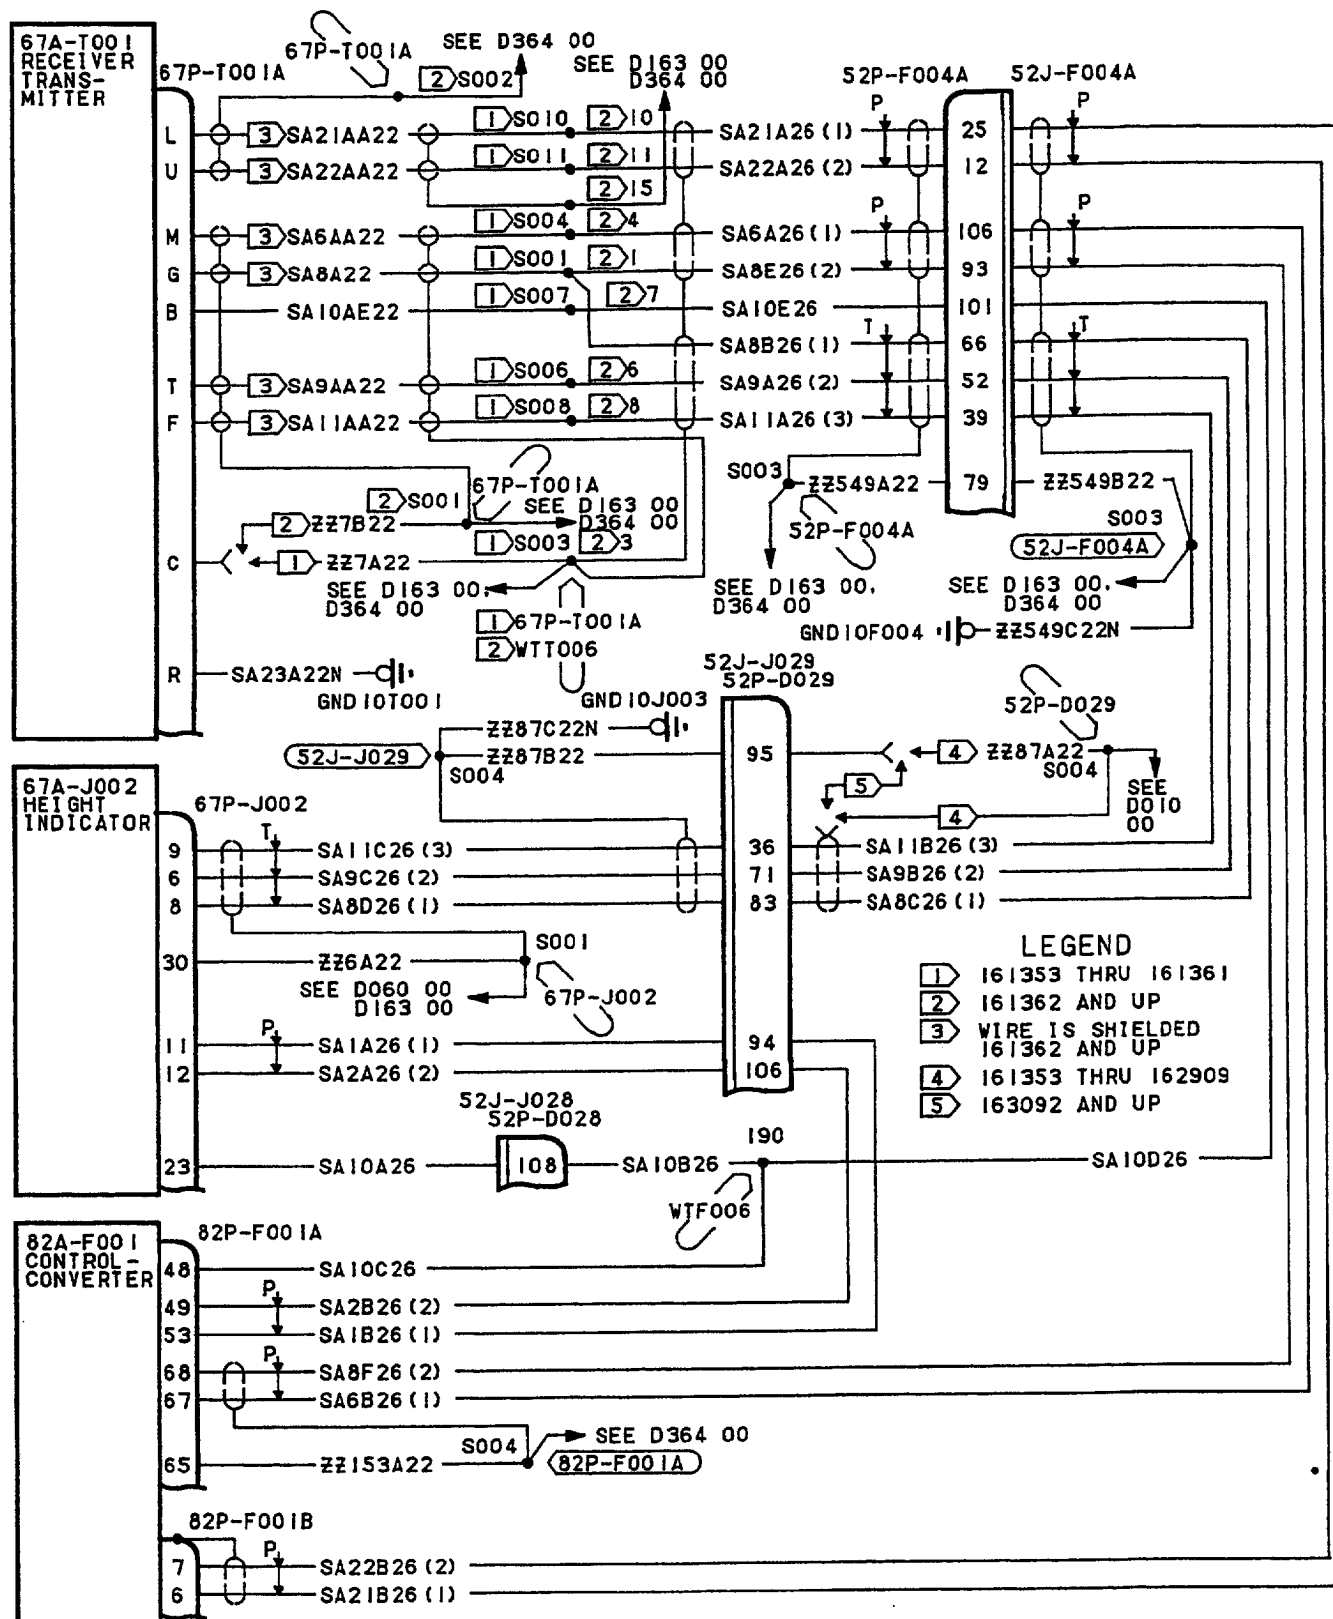 67A-T001
RECEIVER
TRANS-
MITTER
67P-T001A
67P-T001A
SEE D364 00
2 S002
SEE D163 00
D364 00
52P-F004A
52J-F004A
L
3 SA21AA22
1 S010
2 10
SA21A26(1)
P
25
P
U
3 SA22AA22
1 S011
2 11
SA22A26(2)
12
2 15
M
3 SA6AA22
1 S004
2 4
SA6A26(1)
P
106
P
G
3 SA8A22
1 S001
2 1
SA8E26(2)
93
B
SA10AE22
1 S007
2 7
SA10E26
101
SA8B26(1)
T
66
T
T
3 SA9AA22
1 S006
2 6
SA9A26(2)
52
F
3 SA11AA22
1 S008
2 8
SA11A26(3)
39
S003
ZZ549A22
79
ZZ549B22
67P-T001A
2 S001
SEE D163 00
D364 00
52P-F004A
S003
52J-F004A
2 ZZ7B22
1 S003
2 3
C
1 ZZ7A22
SEE D163 00,
D364 00
SEE D163 00,
D364 00
SEE D163 00,
D364 00
1 67P-T001A
2 WTT006
GND10F004
ZZ549C22N
R
SA23A22N
GND10T001
GND10J003
52J-J029
52P-D029
52P-D029
ZZ87C22N
52J-J029
ZZ87B22
S004
95
4 ZZ87A22
S004
5
4
SEE
D010
00
67A-J002
HEIGHT
INDICATOR
67P-J002
T
9
SA11C26(3)
36
SA11B26(3)
6
SA9C26(2)
71
SA9B26(2)
8
SA8D26(1)
83
SA8C26(1)
S001
30
ZZ6A22
SEE D060 00
D163 00
67P-J002
LEGEND
1 161353 THRU 161361
2 161362 AND UP
3 WIRE IS SHIELDED
161362 AND UP
4 161353 THRU 162909
5 163092 AND UP
P
11
SA1A26(1)
94
12
SA2A26(2)
106
52J-J028
52P-D028
190
23
SA10A26
108
SA10B26
SA10D26
WTF006
82A-F001
CONTROL-
CONVERTER
82P-F001A
48
SA10C26
P
49
SA2B26(2)
53
SA1B26(1)
P
68
SA8F26(2)
67
SA6B26(1)
S004
SEE D364 00
65
ZZ153A22
82P-F001A
82P-F001B
P
7
SA22B26(2)
6
SA21B26(1)